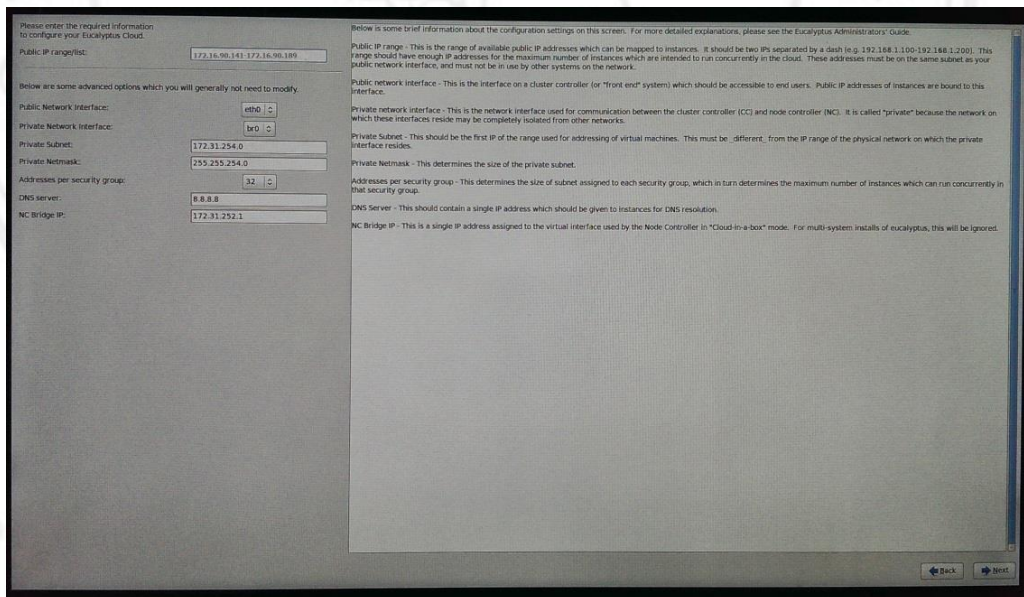 Please enter the required information
to configure your Eucalyptus Cloud.
Public IP range/list:
172.16.90.141-172.16.90.189
Below are some advanced options which you will generally not need to modify.
Public Network Interface:
eth0
Private Network Interface:
br0
Private Subnet:
172.31.254.0
Private Netmask:
255.255.254.0
Addresses per security group:
32
DNS server:
8.8.8.8
NC Bridge IP:
172.31.252.1
Below is some brief information about the configuration settings on this screen. For more detailed explanations, please see the Eucalyptus Administrators' Guide.
Public IP range - This is the range of available public IP addresses which can be mapped to instances. It should be two IPs separated by a dash (e.g. 192.168.1.100-192.168.1.200). This
range should have enough IP addresses for the maximum number of instances which are intended to run concurrently in the cloud. These addresses must be on the same subnet as your
public network interface, and must not be in use by other systems on the network.
Public network interface - This is the interface on a cluster controller (or "front end" system) which should be accessible to end users. Public IP addresses of instances are bound to this
interface.
Private network interface - This is the network interface used for communication between the cluster controller (CC) and node controller (NC). It is called "private" because the network on
which these interfaces reside may be completely isolated from other networks.
Private Subnet - This should be the first IP of the range used for addressing of virtual machines. This must be _different_ from the IP range of the physical network on which the private
interface resides.
Private Netmask - This determines the size of the private subnet.
Addresses per security group - This determines the size of subnet assigned to each security group, which in turn determines the maximum number of instances which can run concurrently in
that security group.
DNS Server - This should contain a single IP address which should be given to instances for DNS resolution.
NC Bridge IP - This is a single IP address assigned to the virtual interface used by the Node Controller in "Cloud-in-a-box" mode. For multi-system installs of eucalyptus, this will be ignored.
Back
Next